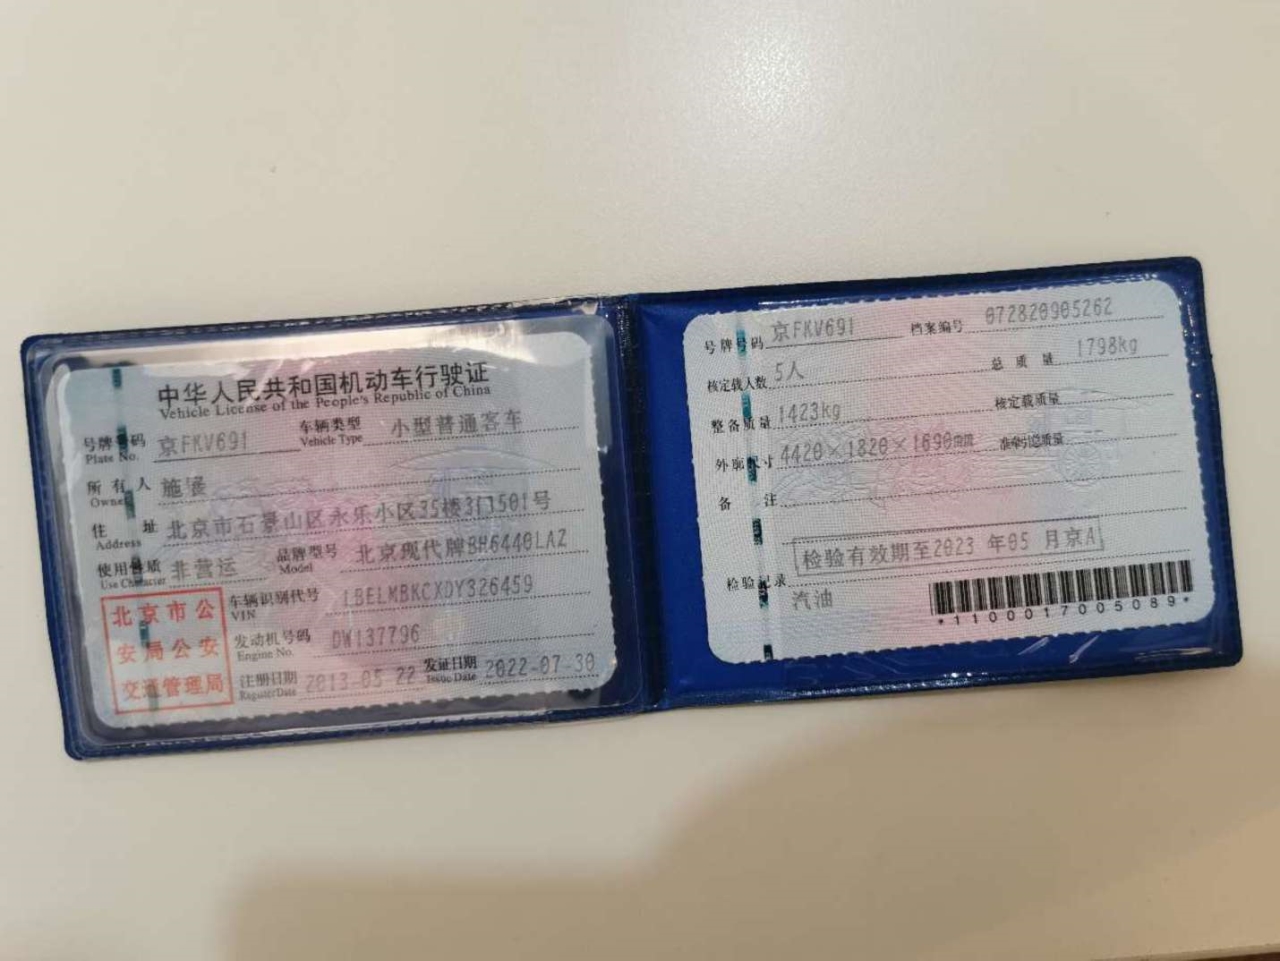 中华人民共和国机动车行驶证
Vehicle License of the People's Republic of China
号牌号码 京FKV691 车辆类型 小型普通客车
Plate No. Vehicle Type
所有人 施
Owner
住址 北京市石景山区永乐小区35楼3门1501号
Address
使用性质 非营运 品牌型号 北京现代牌BH6440LAZ
Use Character Model
北京市公
安局公安
交通管理局
车辆识别代号 LBELMBKCXDY326459
VIN
发动机号码 DW137796
Engine No.
注册日期 2013-05-22 发证日期 2022-07-30
Register Date Issue Date
号牌号码 京FKV691 档案编号 072820905262
核定载人数 5人 总质量 1798kg
整备质量 1423kg 核定载质量
外廓尺寸 4420×1820×1690mm 准牵引总质量
备注
检验有效期至2023 年05 月京A
检验记录
汽油
*1100017005089*